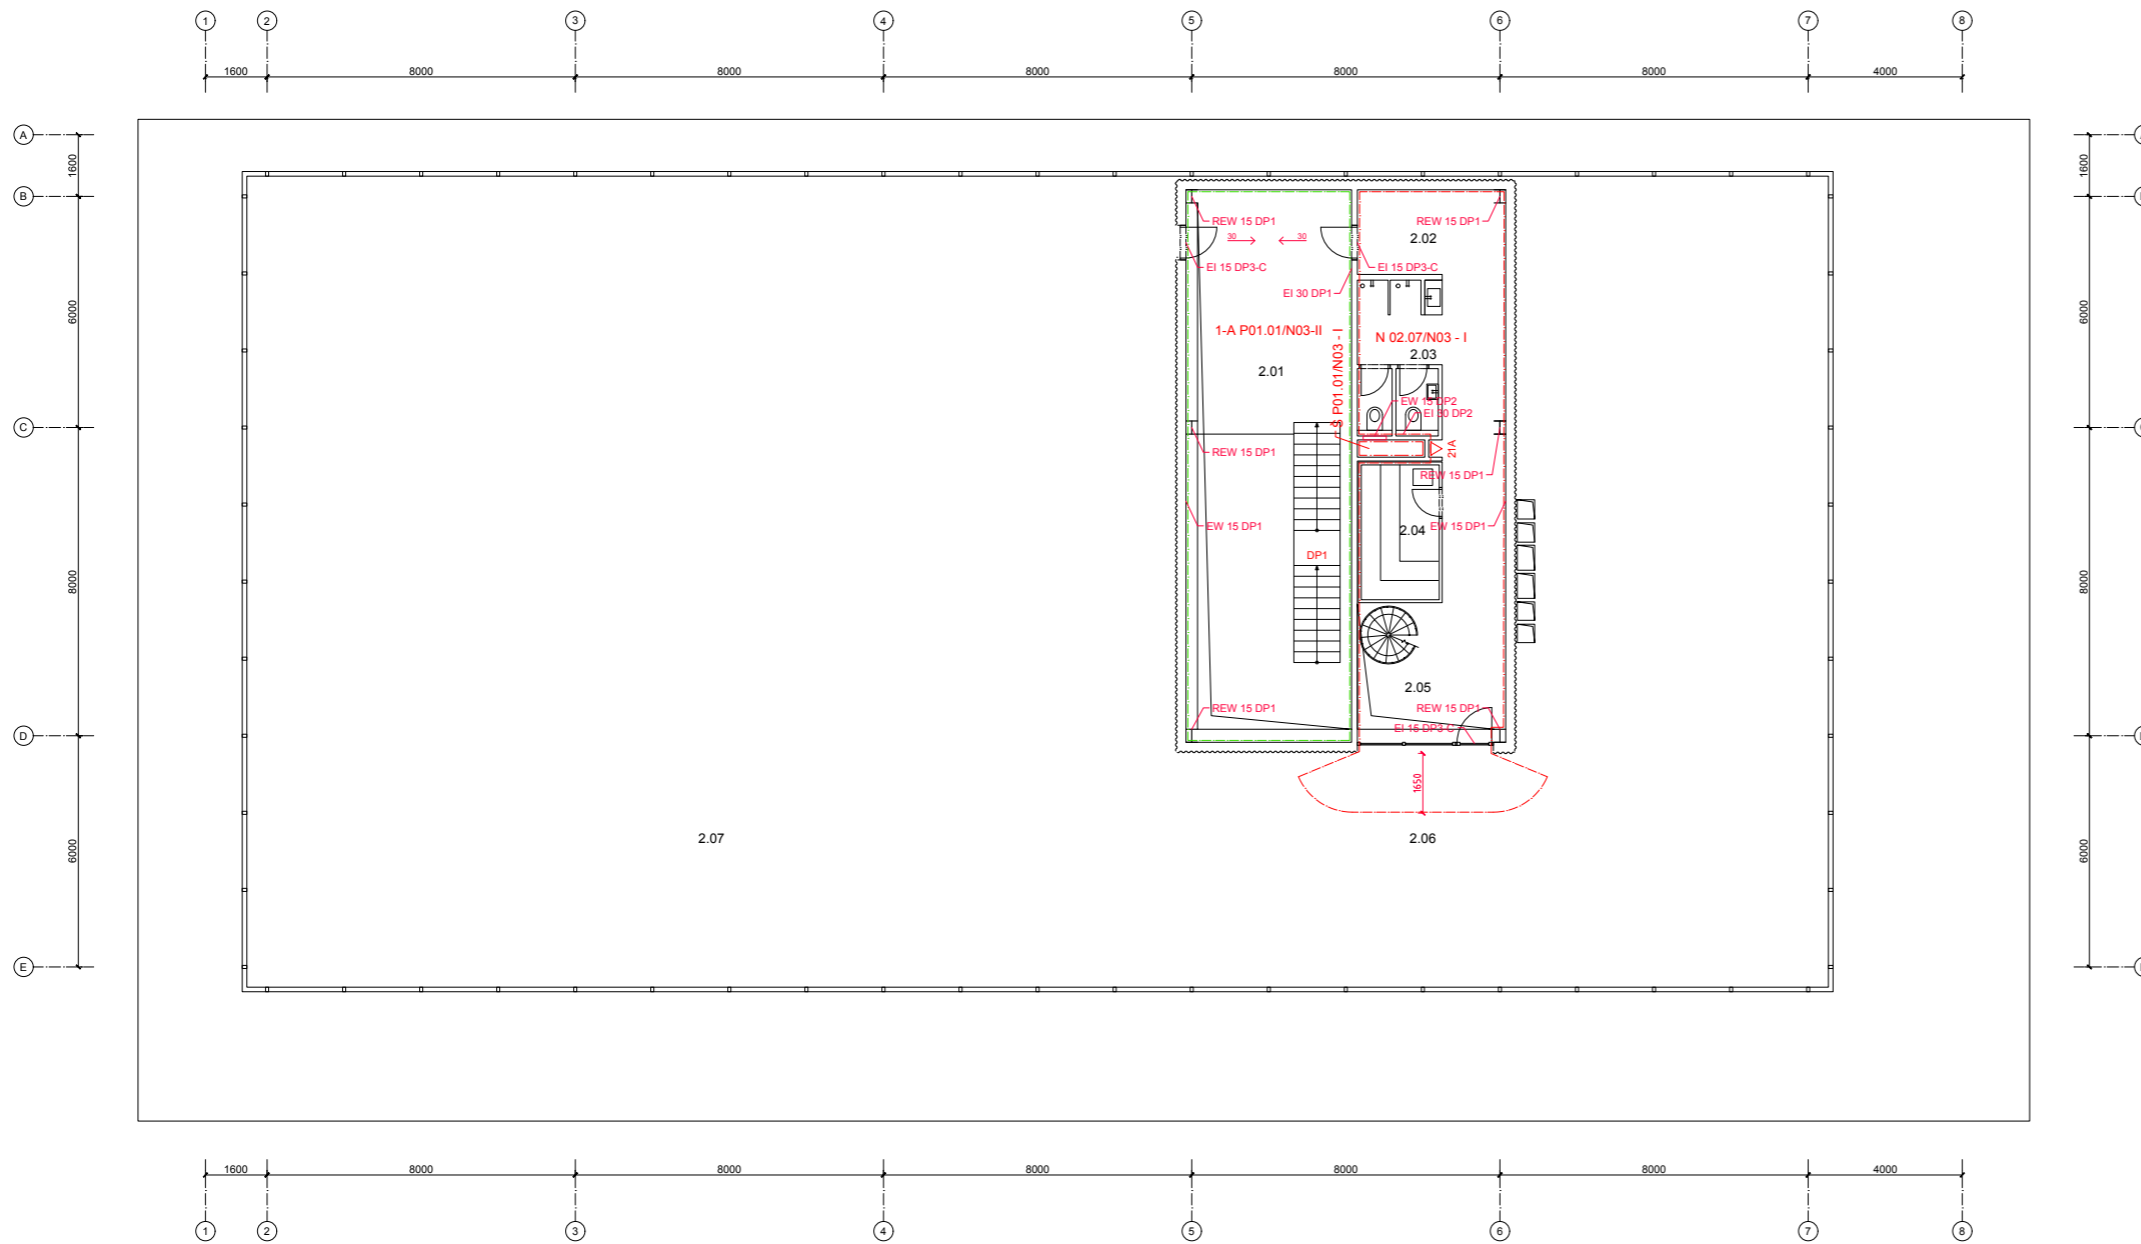 1 2 3 4 5 6 7 8
1600 8000 8000 8000 8000 8000 4000
A
1600 1600
B
REW 15 DP1 REW 15 DP1
30 30 2.02
EI 15 DP3-C EI 15 DP3-C
EI 30 DP1
6000 6000
1-A P01.01/N03-II N 02.07/N03 - I
Š P01.01/N03 - I
2.03
2.01
EW 15 DP2
EI 30 DP2
C
REW 15 DP1 21A
REW 15 DP1
EW 15 DP1 2.04 EW 15 DP1
DP1
8000 8000
2.05
REW 15 DP1 REW 15 DP1
EI 15 DP3-C
D
1650
2.07 2.06
6000 6000
E
1600 8000 8000 8000 8000 8000 4000
1 2 3 4 5 6 7 8